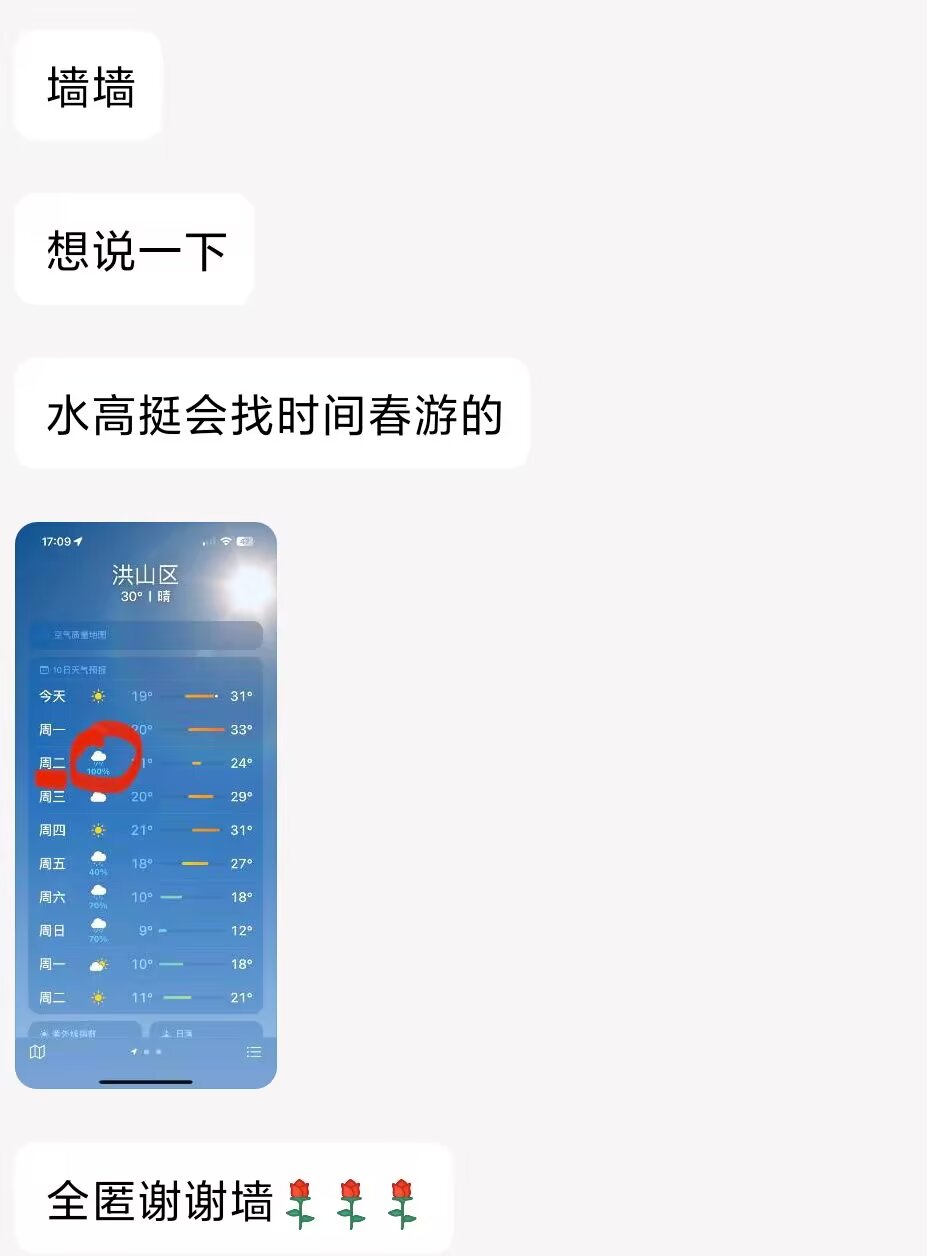 墙墙
想说一下
水高挺会找时间春游的
17:09
洪山区
30° | 晴
空气质量地图
10日天气预报
今天 19° 31°
周一 20° 33°
周二 100% 1° 24°
周三 20° 29°
周四 21° 31°
周五 40% 18° 27°
周六 70% 10° 18°
周日 70% 9° 12°
周一 10° 18°
周二 11° 21°
紫外线指数 日落
全匿谢谢墙🌹🌹🌹